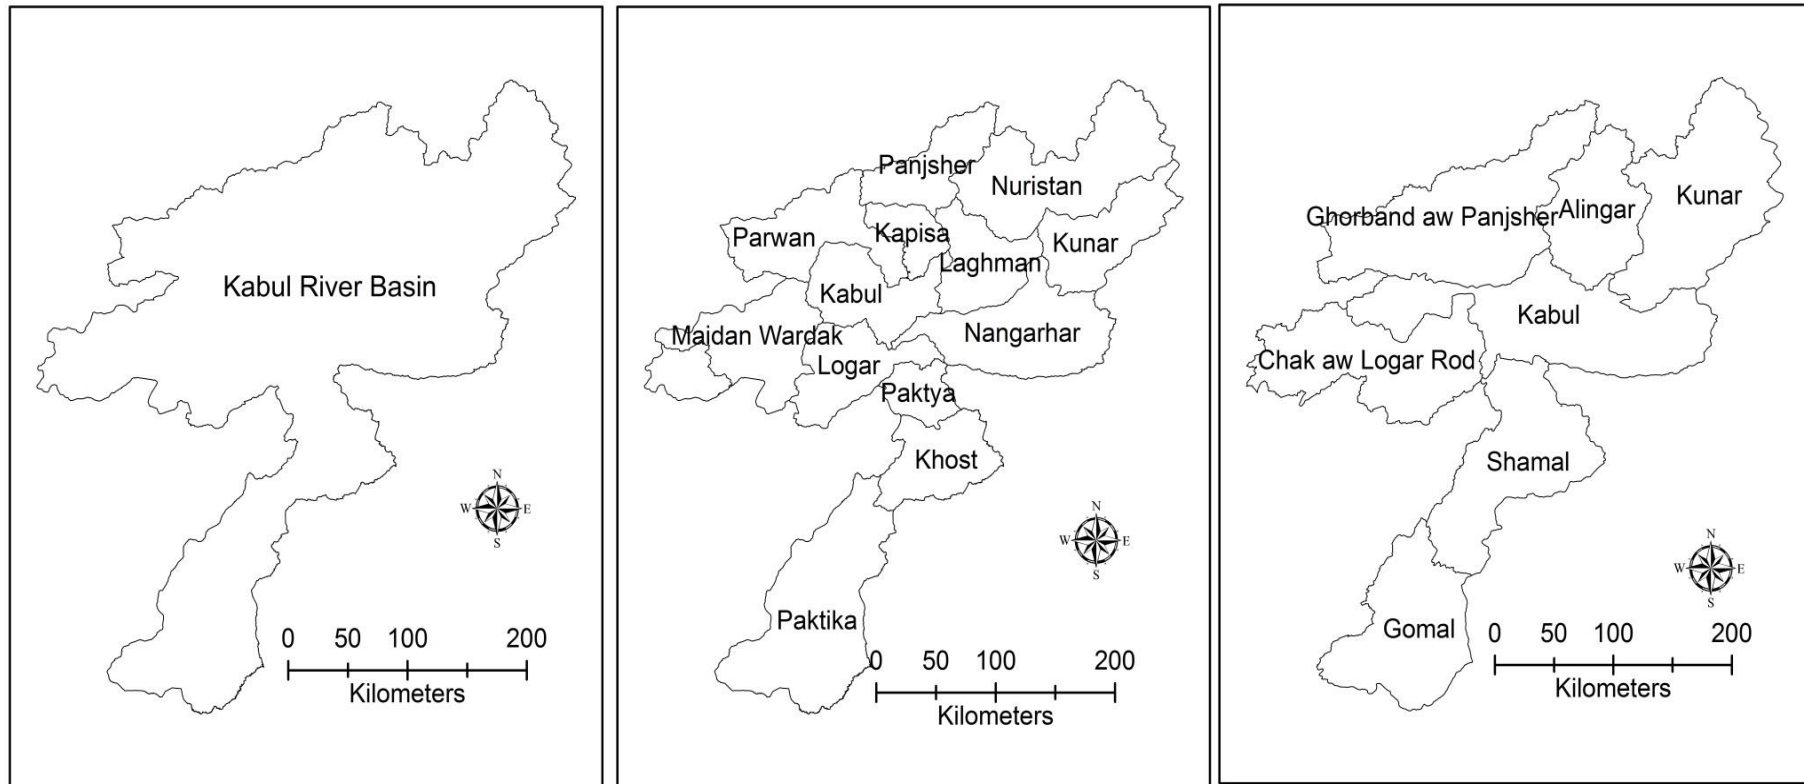 Kabul River Basin
N
W E
S
0 50 100 200
Kilometers
Panjsher
Nuristan
Parwan
Kapisa
Kunar
Laghman
Kabul
Maidan Wardak
Nangarhar
Logar
Paktya
Khost
N
W E
S
Paktika
0 50 100 200
Kilometers
Kunar
Ghorband aw Panjsher
Alingar
Kabul
Chak aw Logar Rod
Shamal
N
W E
S
Gomal
0 50 100 200
Kilometers